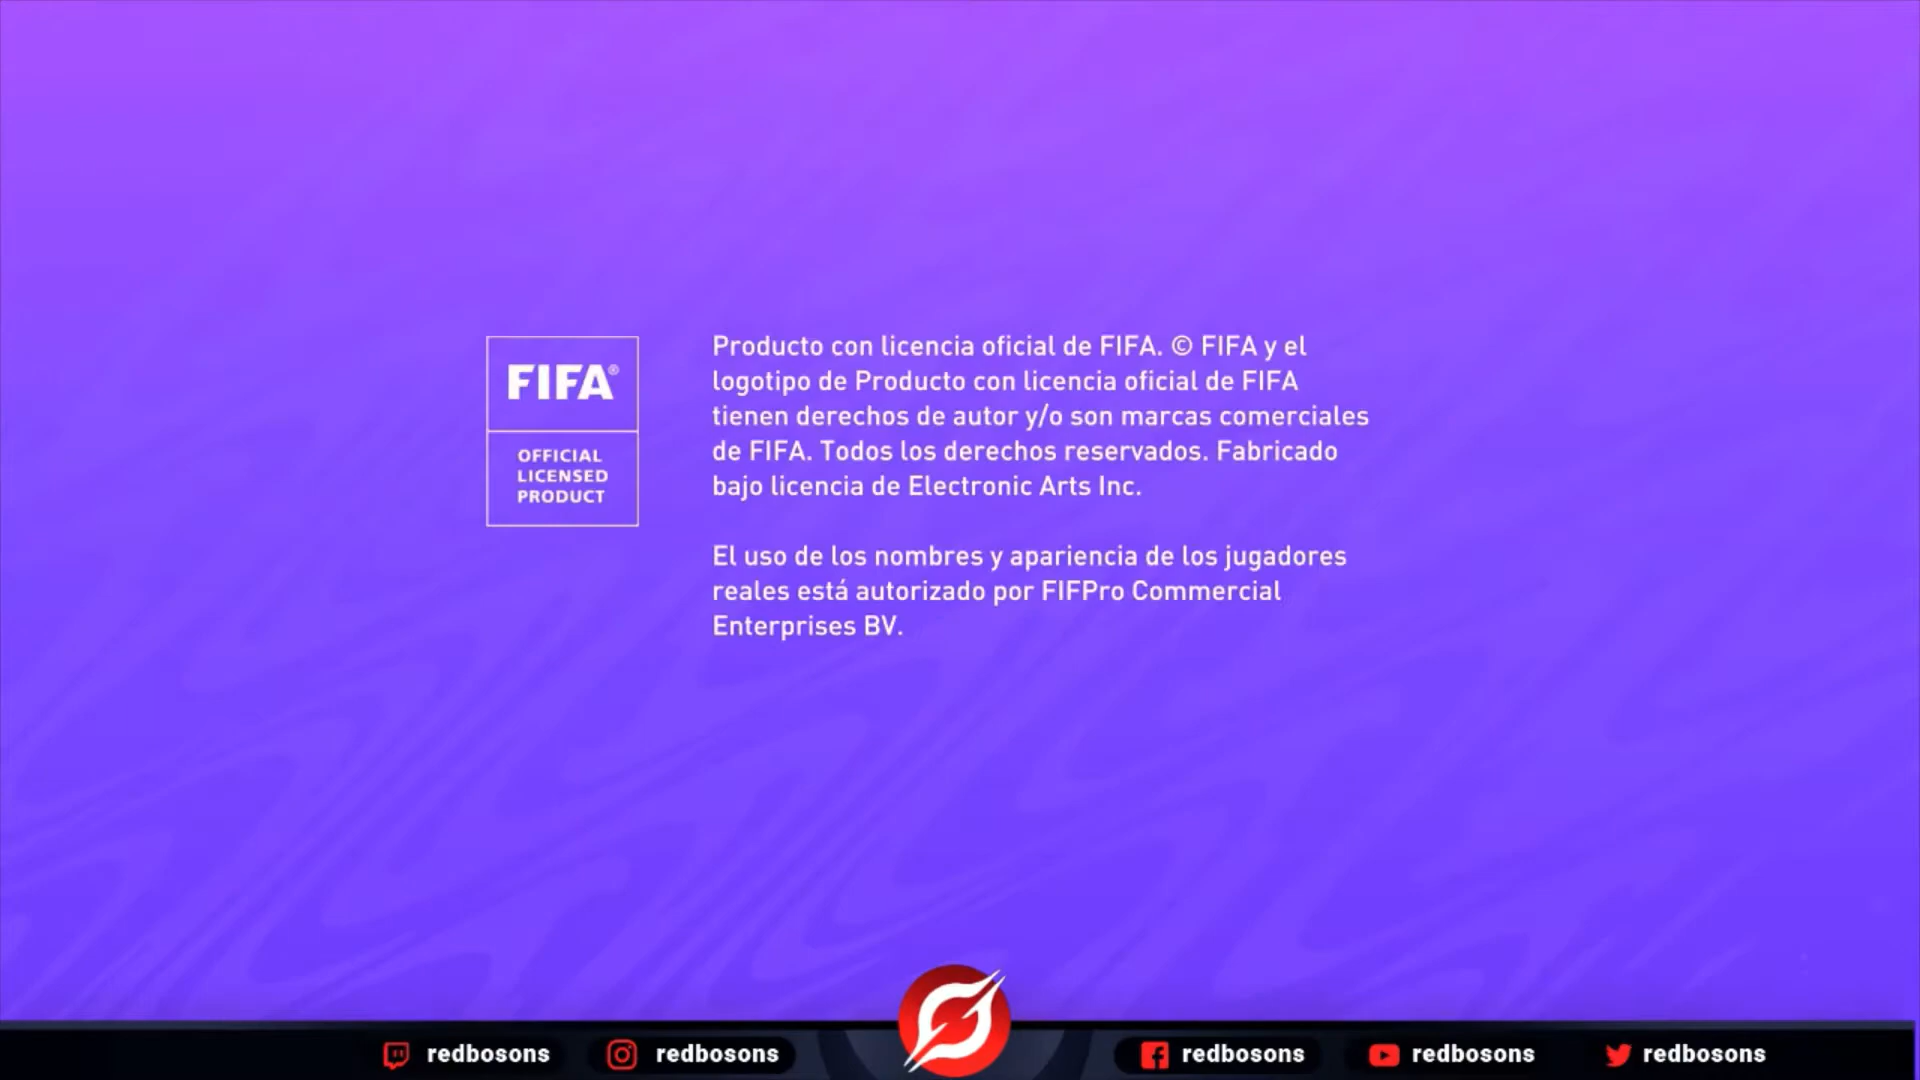 FIFA®
OFFICIAL
LICENSED
PRODUCT
Producto con licencia oficial de FIFA. © FIFA y el
logotipo de Producto con licencia oficial de FIFA
tienen derechos de autor y/o son marcas comerciales
de FIFA. Todos los derechos reservados. Fabricado
bajo licencia de Electronic Arts Inc.
El uso de los nombres y apariencia de los jugadores
reales está autorizado por FIFPro Commercial
Enterprises BV.
redbosons
redbosons
redbosons
redbosons
redbosons